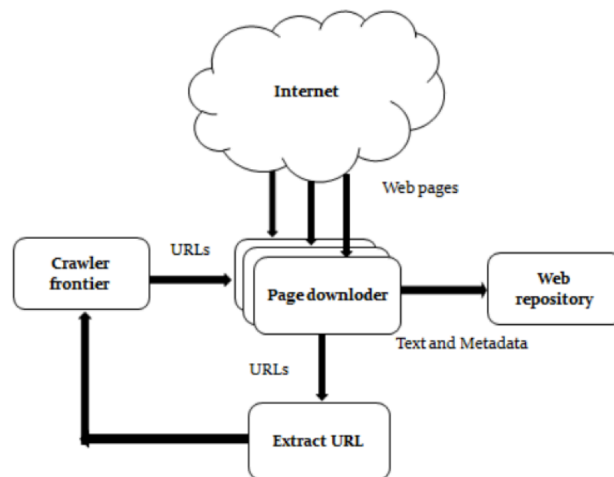 Internet
Web pages
URLs
Crawler
frontier
Page downloder
Web
repository
Text and Metadata
URLs
Extract URL